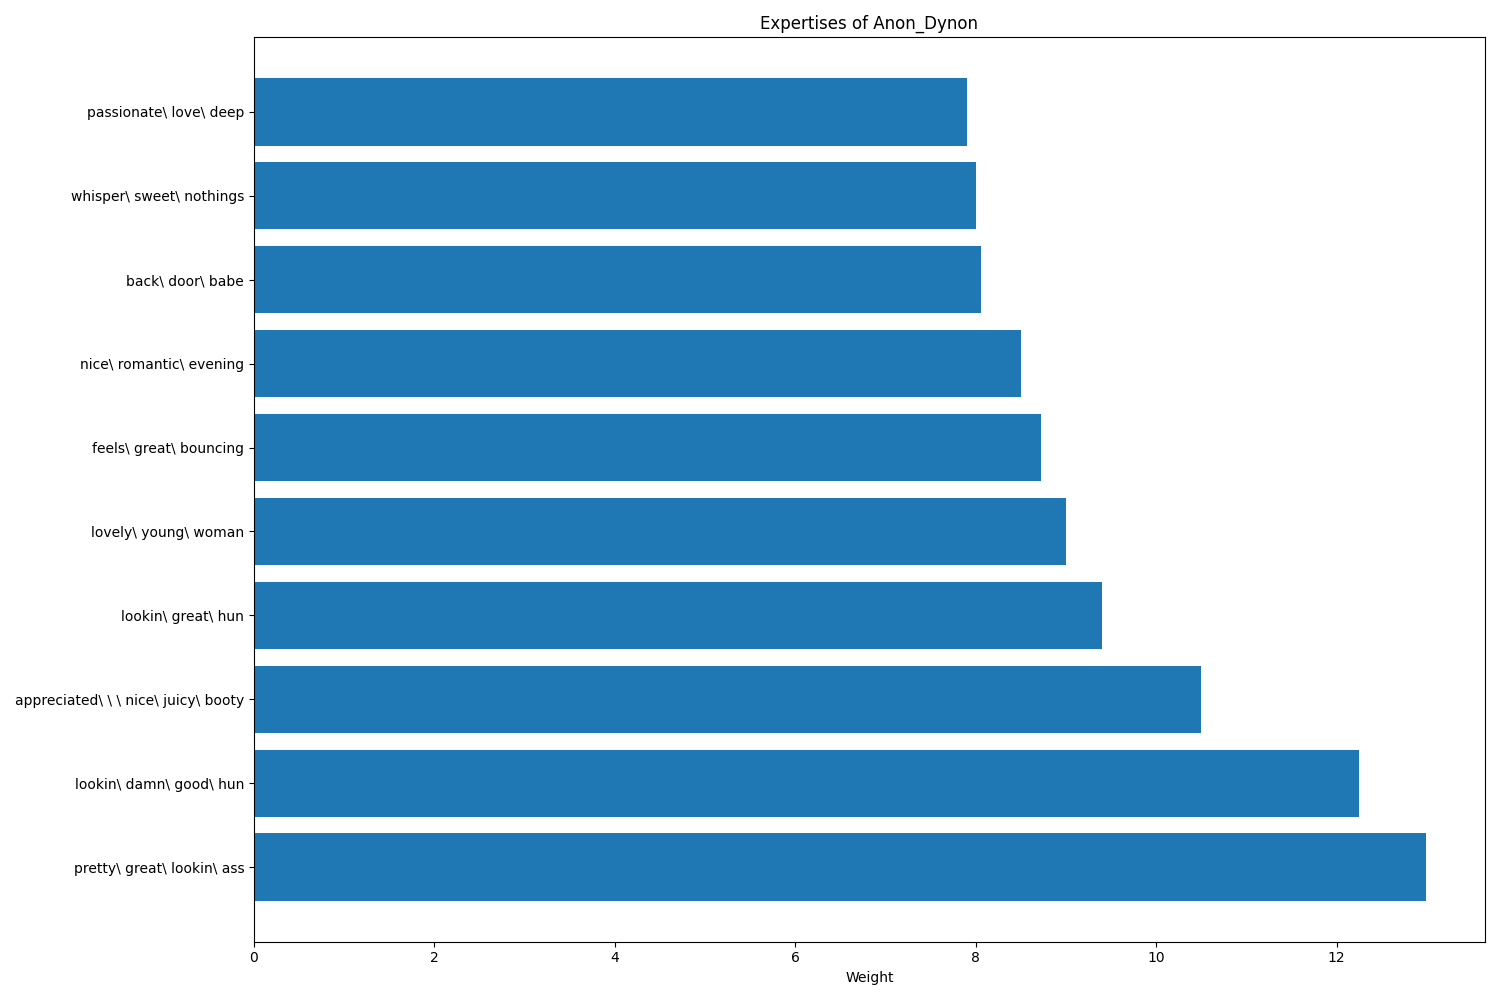 Expertises of Anon_Dynon
passionate\ love\ deep
whisper\ sweet\ nothings
back\ door\ babe
nice\ romantic\ evening
feels\ great\ bouncing
lovely\ young\ woman
lookin\ great\ hun
appreciated\ \ \ nice\ juicy\ booty
lookin\ damn\ good\ hun
pretty\ great\ lookin\ ass
0 2 4 6 8 10 12
Weight